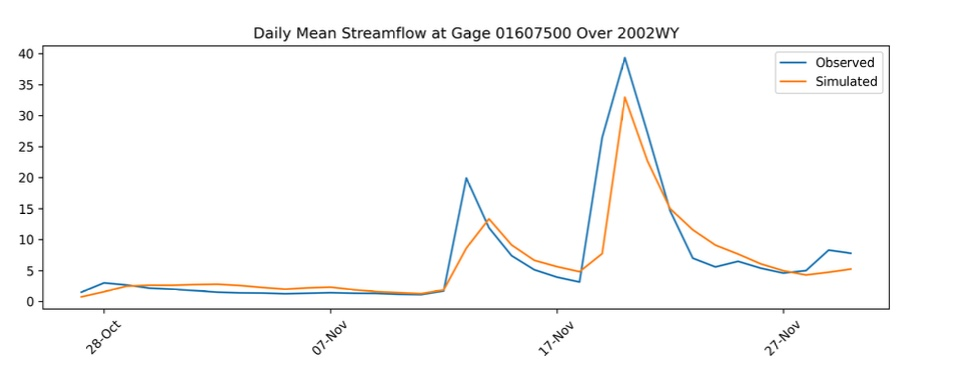 Daily Mean Streamflow at Gage 01607500 Over 2002WY
40
35
30
25
20
15
10
5
0
Observed
Simulated
28-Oct
07-Nov
17-Nov
27-Nov